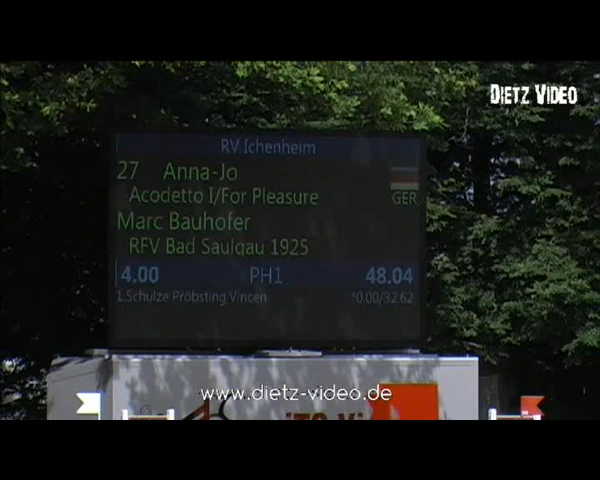 DIETZ VIDEO
RV Ichenheim
27 Anna-Jo
Acodetto I/For Pleasure
GER
Marc Bauhofer
RFV Bad Saulgau 1925
4.00 PH1 48.04
1.Schulze Pröbsting Vincen *0.00/32.62
www.dietz-video.de